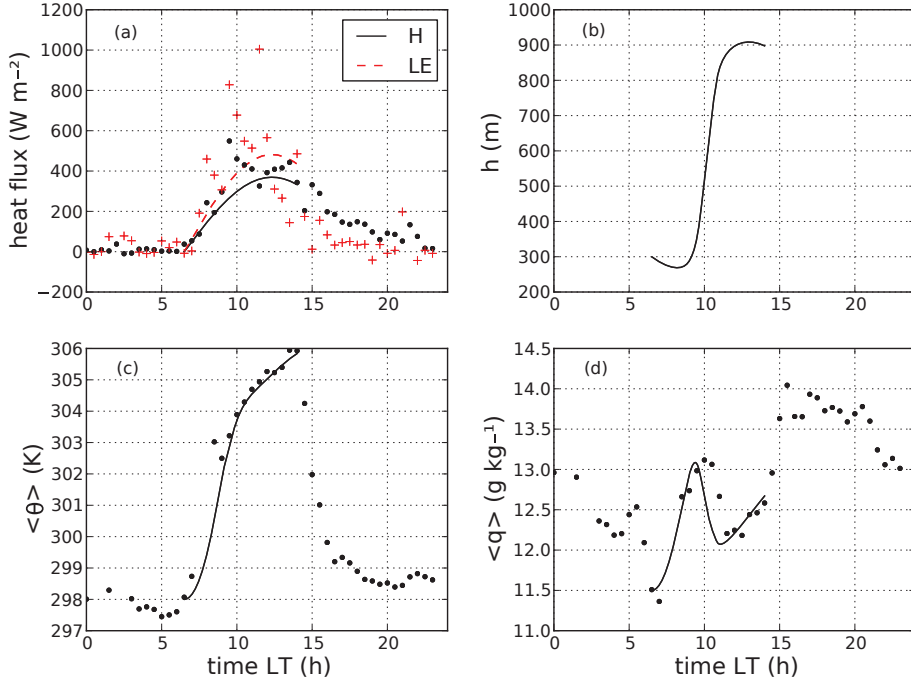 (a)
H
LE
heat flux (W m⁻²)
1200
1000
800
600
400
200
0
−200
0 5 10 15 20
(b)
h (m)
1000
900
800
700
600
500
400
300
200
0 5 10 15 20
(c)
<θ> (K)
306
305
304
303
302
301
300
299
298
297
0 5 10 15 20
time LT (h)
(d)
<q> (g kg⁻¹)
14.5
14.0
13.5
13.0
12.5
12.0
11.5
11.0
0 5 10 15 20
time LT (h)